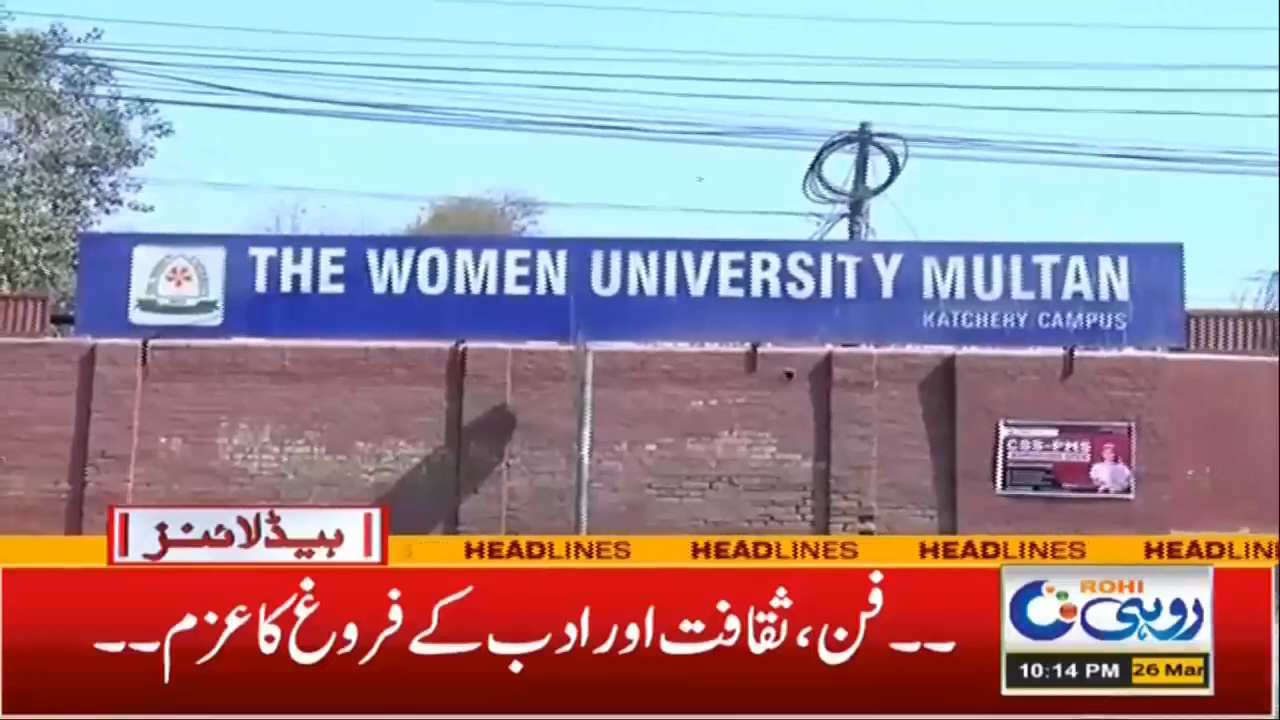 THE WOMEN UNIVERSITY MULTAN
KATCHERY CAMPUS
CSS-PMS
ہیڈلائنز
HEADLINES HEADLINES HEADLINES HEADLINES
۔۔ فن، ثقافت اور ادب کے فروغ کا عزم۔۔
ROHI
روہی
10:14 PM 26 Mar